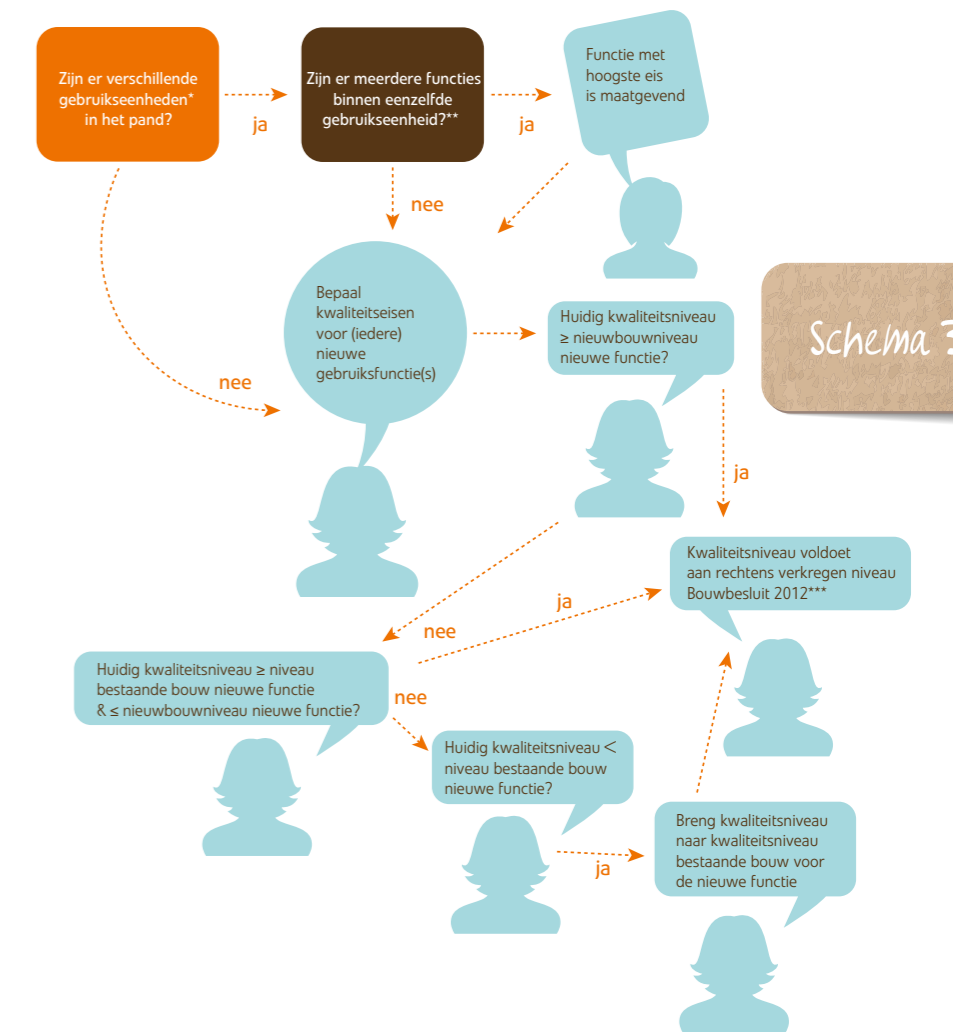 Zijn er verschillende
gebruikseenheden*
in het pand?
ja
Zijn er meerdere functies
binnen eenzelfde
gebruikseenheid?**
ja
Functie met
hoogste eis
is maatgevend
nee
nee
Bepaal
kwaliteitseisen
voor (iedere)
nieuwe
gebruiksfunctie(s)
Huidig kwaliteitsniveau
≥ nieuwbouwniveau
nieuwe functie?
Schema 3
ja
nee
Kwaliteitsniveau voldoet
aan rechtens verkregen niveau
Bouwbesluit 2012***
Huidig kwaliteitsniveau ≥ niveau
bestaande bouw nieuwe functie
& ≤ nieuwbouwniveau nieuwe functie?
ja
nee
Huidig kwaliteitsniveau <
niveau bestaande bouw
nieuwe functie?
ja
Breng kwaliteitsniveau
naar kwaliteitsniveau
bestaande bouw voor
de nieuwe functie